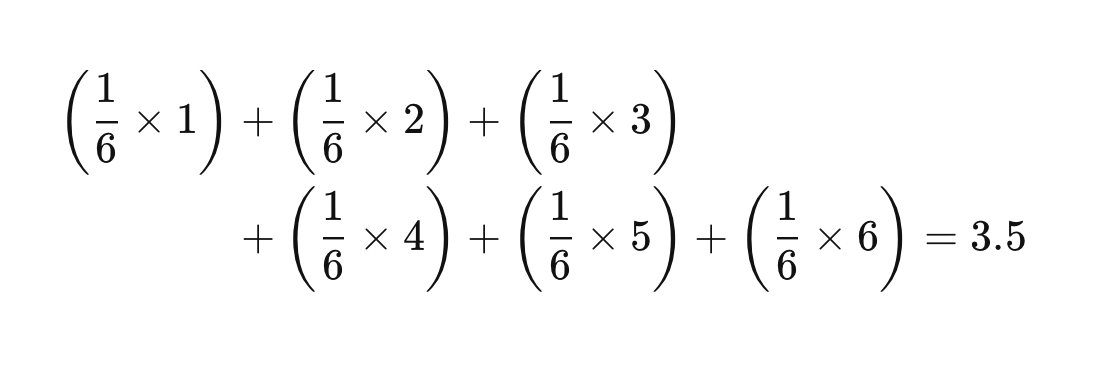 (1/6 × 1) + (1/6 × 2) + (1/6 × 3)
+ (1/6 × 4) + (1/6 × 5) + (1/6 × 6) = 3.5